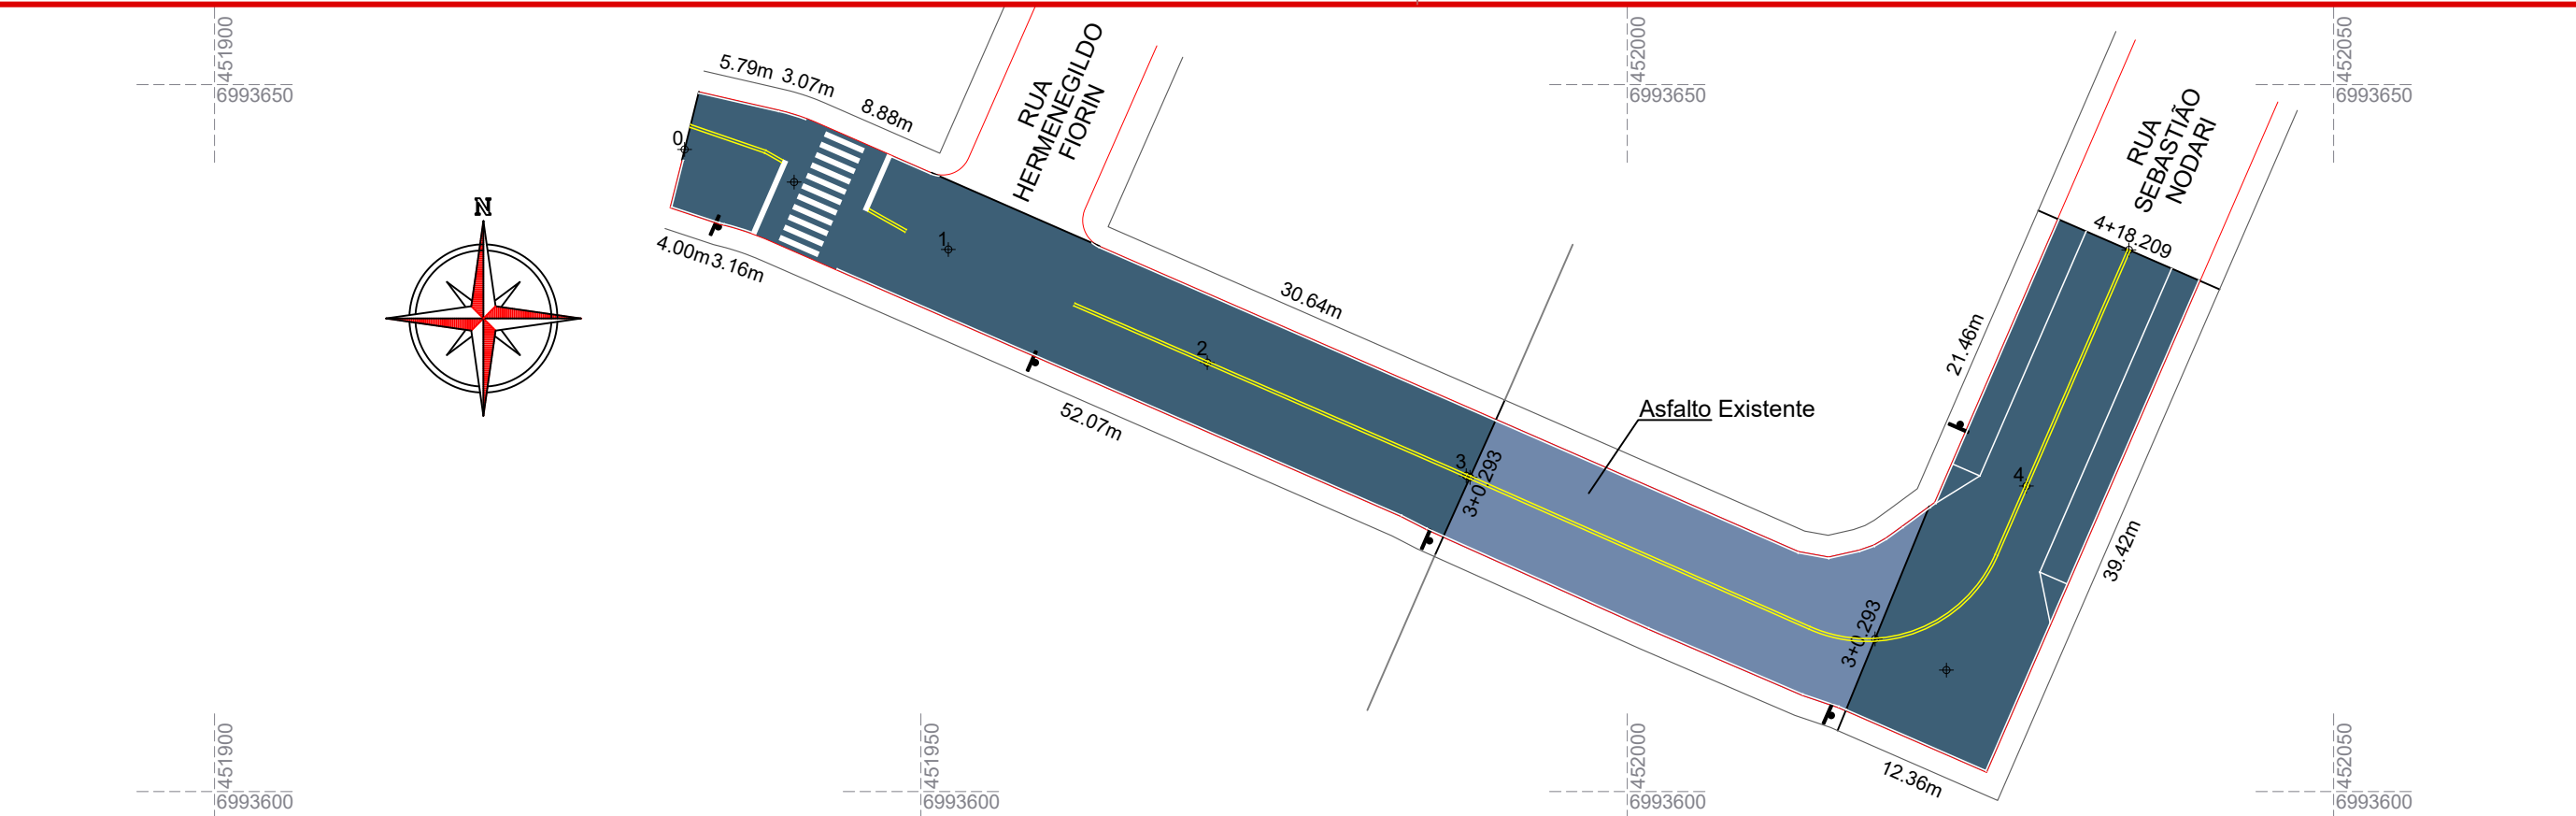 451900
6993650
452000
6993650
452050
6993650
5.79m
3.07m
8.88m
RUA
HERMENEGILDO
FIORIN
RUA
SEBASTIÃO
NODARI
0
N
1
4+18.209
4.00m
3.16m
30.64m
21.46m
2
Asfalto Existente
52.07m
3
3+0.293
4
39.42m
3+0.293
451900
6993600
451950
6993600
452000
6993600
452050
6993600
12.36m